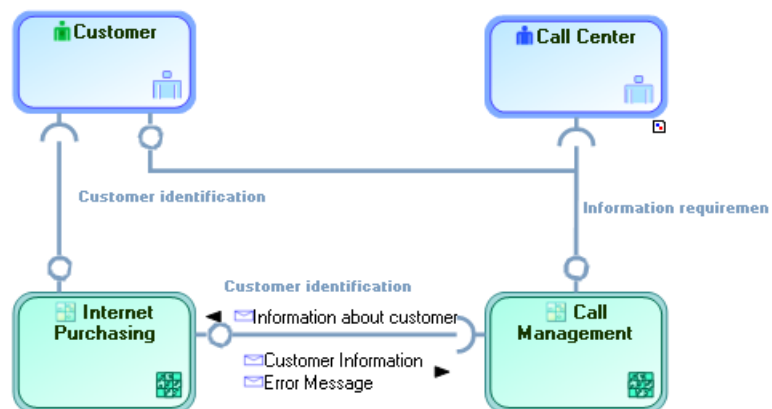 Customer
Call Center
Customer identification
Information requiremen
Customer identification
Internet
Purchasing
Information about customer
Call
Management
Customer Information
Error Message